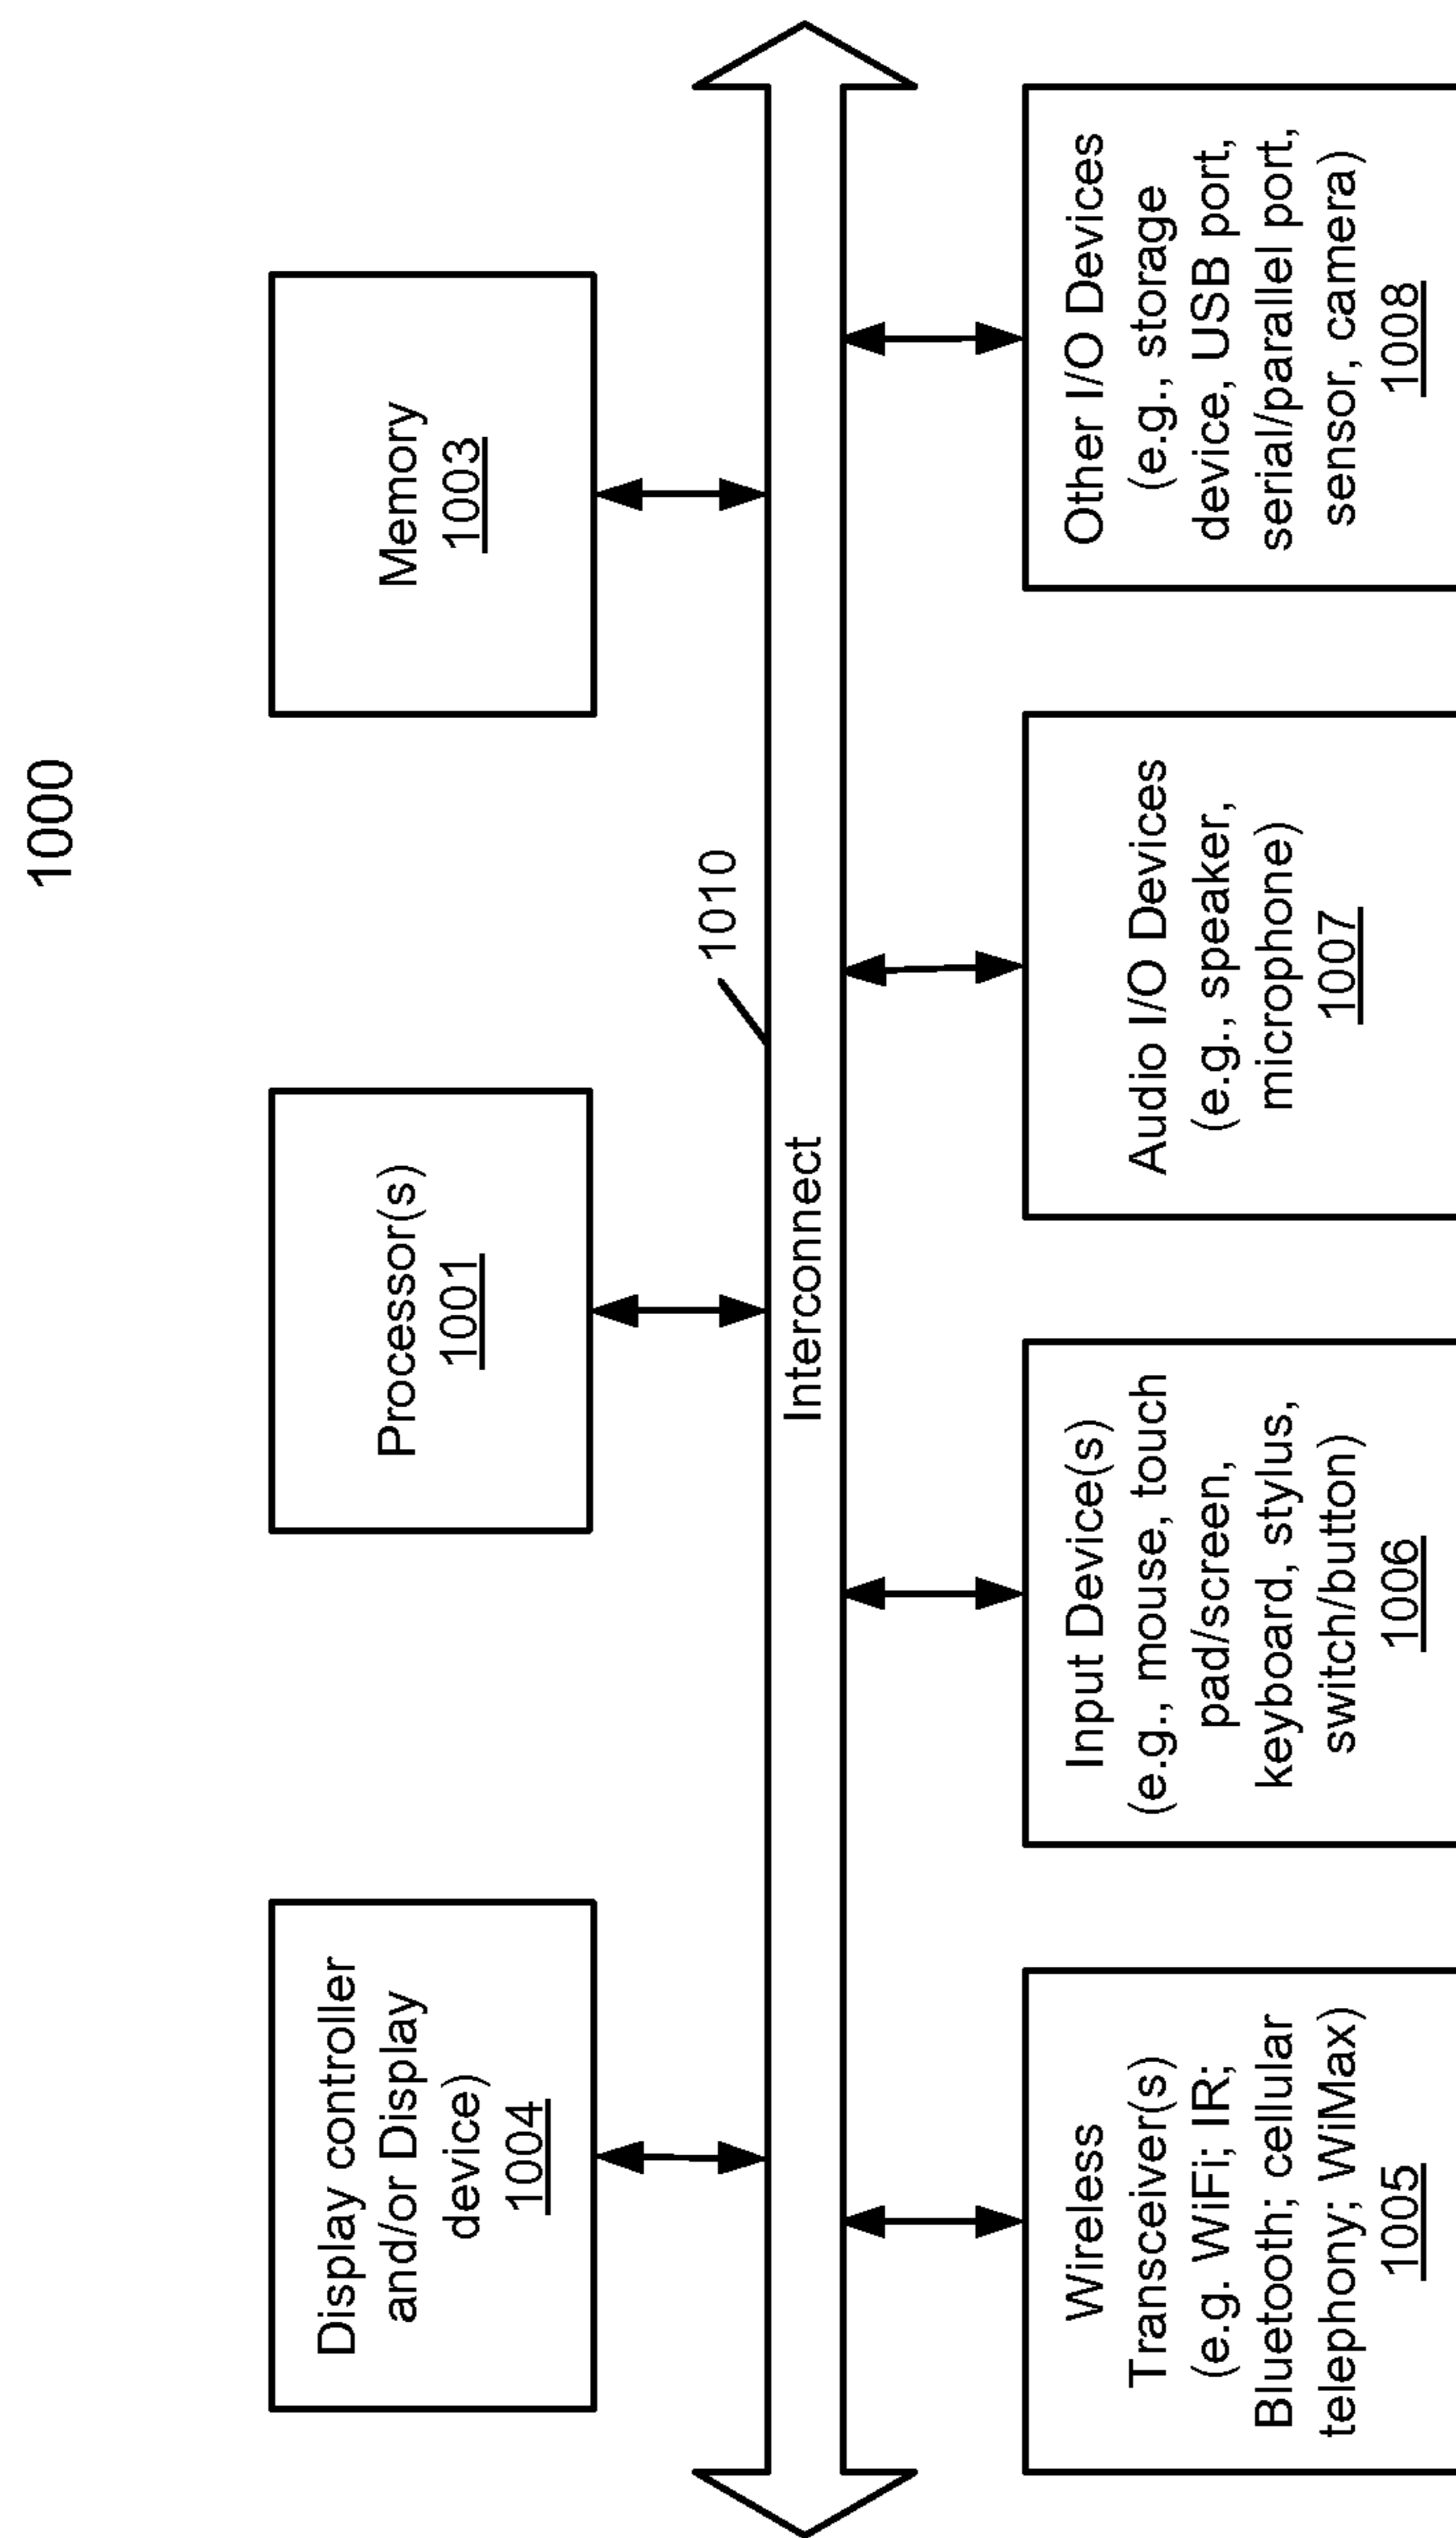 1000
Display controller
and/or Display
device)
1004
Processor(s)
1001
Memory
1003
1010
Interconnect
Wireless
Transceiver(s)
(e.g. WiFi; IR;
Bluetooth; cellular
telephony; WiMax)
1005
Input Device(s)
(e.g., mouse, touch
pad/screen,
keyboard, stylus,
switch/button)
1006
Audio I/O Devices
(e.g., speaker,
microphone)
1007
Other I/O Devices
(e.g., storage
device, USB port,
serial/parallel port,
sensor, camera)
1008